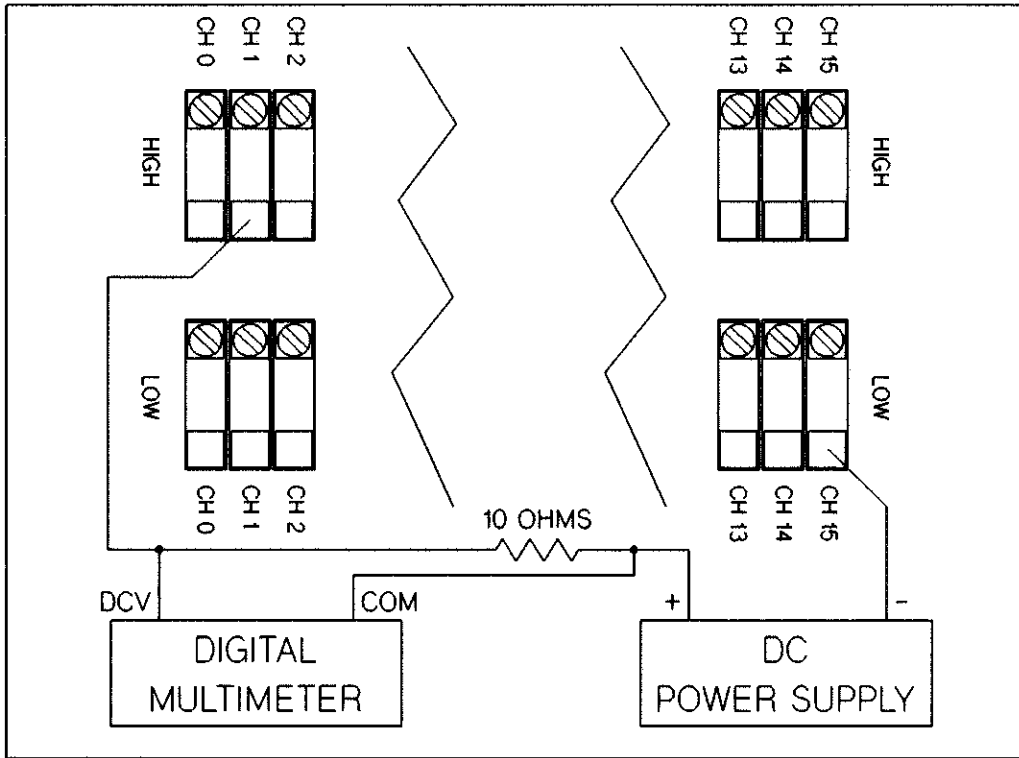 CH 0
CH 1
CH 2
CH 13
CH 14
CH 15
HIGH
HIGH
LOW
LOW
CH 0
CH 1
CH 2
CH 13
CH 14
CH 15
10 OHMS
DCV
COM
+
-
DIGITAL
MULTIMETER
DC
POWER SUPPLY